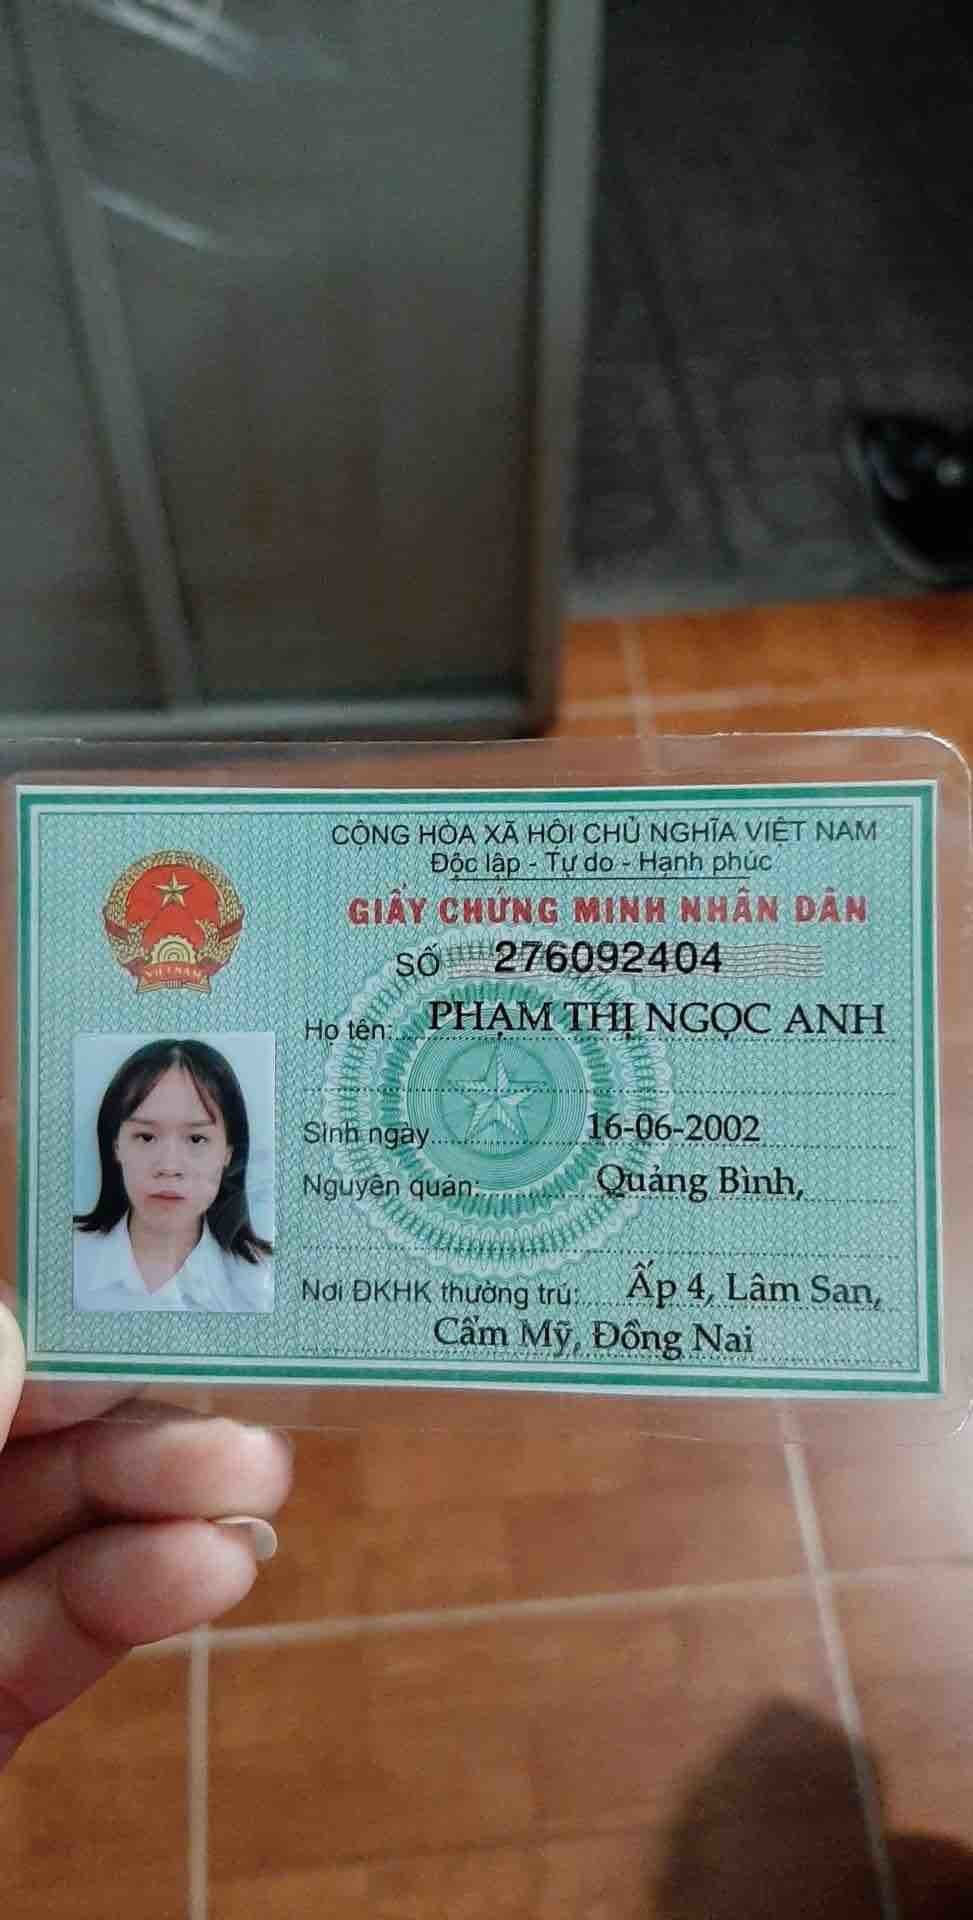 CỘNG HÒA XÃ HỘI CHỦ NGHĨA VIỆT NAM
Độc lập - Tự do - Hạnh phúc
GIẤY CHỨNG MINH NHÂN DÂN
SỐ 276092404
Họ tên: PHẠM THỊ NGỌC ANH
Sinh ngày 16-06-2002
Nguyên quán: Quảng Bình,
Nơi ĐKHK thường trú: Ấp 4, Lâm San,
Cẩm Mỹ, Đồng Nai
VIỆT NAM